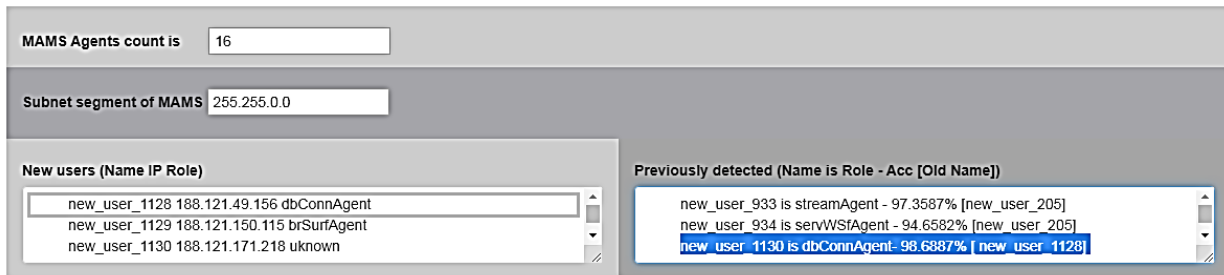 MAMS Agents count is 16
Subnet segment of MAMS 255.255.0.0
New users (Name IP Role)
new_user_1128 188.121.49.156 dbConnAgent
new_user_1129 188.121.150.115 brSurfAgent
new_user_1130 188.121.171.218 uknown
Previously detected (Name is Role - Acc [Old Name])
new_user_933 is streamAgent - 97.3587% [new_user_205]
new_user_934 is servWSfAgent - 94.6582% [new_user_205]
new_user_1130 is dbConnAgent- 98.6887% [ new_user_1128]